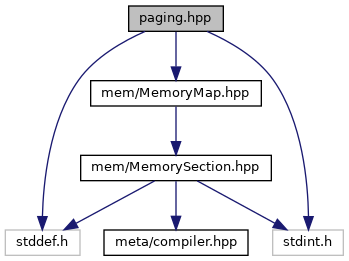 paging.hpp
mem/MemoryMap.hpp
mem/MemorySection.hpp
stddef.h
meta/compiler.hpp
stdint.h